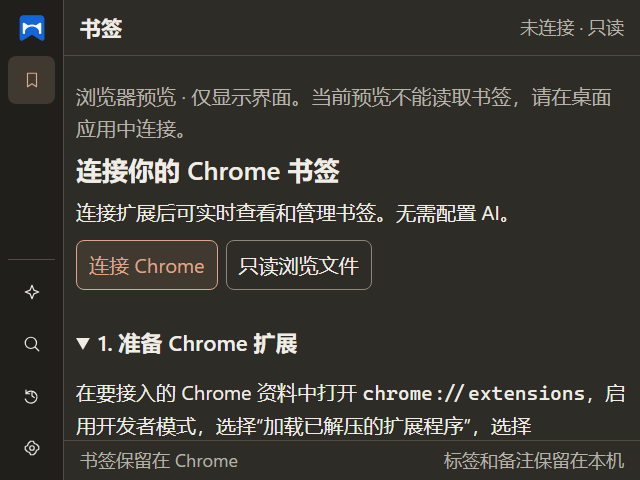 书签
未连接 · 只读
浏览器预览 · 仅显示界面。当前预览不能读取书签，请在桌面
应用中连接。
连接你的 Chrome 书签
连接扩展后可实时查看和管理书签。无需配置 AI。
连接 Chrome
只读浏览文件
▼ 1. 准备 Chrome 扩展
在要接入的 Chrome 资料中打开 chrome://extensions，启
用开发者模式，选择“加载已解压的扩展程序”，选择
书签保留在 Chrome
标签和备注保留在本机